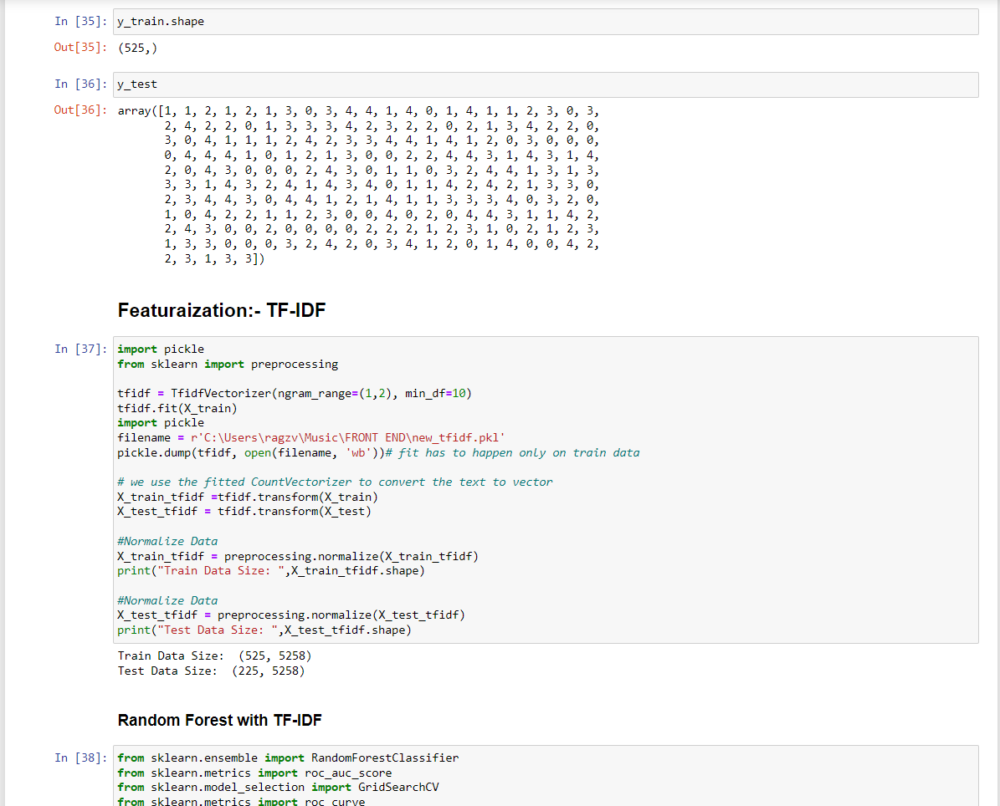 In [35]: y_train.shape
Out[35]: (525,)
In [36]: y_test
Out[36]: array([1, 1, 2, 1, 2, 1, 3, 0, 3, 4, 4, 1, 4, 0, 1, 4, 1, 1, 2, 3, 0, 3,
2, 4, 2, 2, 0, 1, 3, 3, 3, 4, 2, 3, 2, 2, 0, 2, 1, 3, 4, 2, 2, 0,
3, 0, 4, 1, 1, 1, 2, 4, 2, 3, 3, 4, 4, 1, 4, 1, 2, 0, 3, 0, 0, 0,
0, 4, 4, 4, 1, 0, 1, 2, 1, 3, 0, 0, 2, 2, 4, 4, 3, 1, 4, 3, 1, 4,
2, 0, 4, 3, 0, 0, 0, 2, 4, 3, 0, 1, 1, 0, 3, 2, 4, 4, 1, 3, 1, 3,
3, 3, 1, 4, 3, 2, 4, 1, 4, 3, 4, 0, 1, 1, 4, 2, 4, 2, 1, 3, 3, 0,
2, 3, 4, 4, 3, 0, 4, 4, 1, 2, 1, 4, 1, 1, 3, 3, 3, 4, 0, 3, 2, 0,
1, 0, 4, 2, 2, 1, 1, 2, 3, 0, 0, 4, 0, 2, 0, 4, 4, 3, 1, 1, 4, 2,
2, 4, 3, 0, 0, 2, 0, 0, 0, 0, 2, 2, 2, 1, 2, 3, 1, 0, 2, 1, 2, 3,
1, 3, 3, 0, 0, 0, 3, 2, 4, 2, 0, 3, 4, 1, 2, 0, 1, 4, 0, 0, 4, 2,
2, 3, 1, 3, 3])
Featuraization:- TF-IDF
In [37]: import pickle
from sklearn import preprocessing
tfidf = TfidfVectorizer(ngram_range=(1,2), min_df=10)
tfidf.fit(X_train)
import pickle
filename = r'C:\Users\ragzv\Music\FRONT END\new_tfidf.pkl'
pickle.dump(tfidf, open(filename, 'wb'))# fit has to happen only on train data
# we use the fitted CountVectorizer to convert the text to vector
X_train_tfidf =tfidf.transform(X_train)
X_test_tfidf = tfidf.transform(X_test)
#Normalize Data
X_train_tfidf = preprocessing.normalize(X_train_tfidf)
print("Train Data Size: ",X_train_tfidf.shape)
#Normalize Data
X_test_tfidf = preprocessing.normalize(X_test_tfidf)
print("Test Data Size: ",X_test_tfidf.shape)
Train Data Size:  (525, 5258)
Test Data Size:  (225, 5258)
Random Forest with TF-IDF
In [38]: from sklearn.ensemble import RandomForestClassifier
from sklearn.metrics import roc_auc_score
from sklearn.model_selection import GridSearchCV
from sklearn.metrics import roc_curve